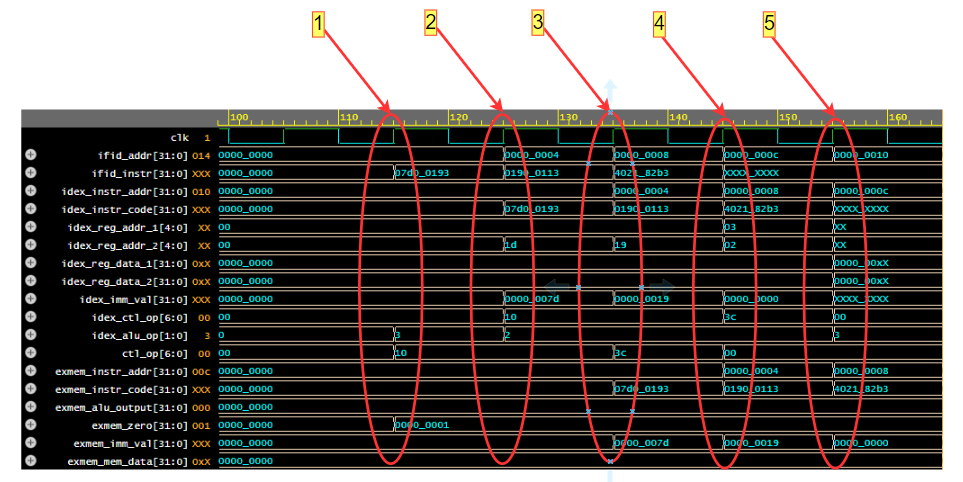 1 2 3 4 5
100 110 120 130 140 150 160
clk 1
ifid_addr[31:0] 014 0000_0000 0000_0004 0000_0008 0000_000c 0000_0010
ifid_instr[31:0] XXX 0000_0000 07d0_0193 0190_0113 4021_82b3 XXXX_XXXX
idex_instr_addr[31:0] 010 0000_0000 0000_0004 0000_0008 0000_000c
idex_instr_code[31:0] XXX 0000_0000 07d0_0193 0190_0113 4021_82b3 XXXX_XXXX
idex_reg_addr_1[4:0] XX 00 03 XX
idex_reg_addr_2[4:0] XX 00 1d 19 02 XX
idex_reg_data_1[31:0] 0xX 0000_0000 0000_00xX
idex_reg_data_2[31:0] 0xX 0000_0000 0000_00xX
idex_imm_val[31:0] XXX 0000_0000 0000_007d 0000_0019 0000_0000 XXXX_XXXX
idex_ctl_op[6:0] 00 00 10 3c 00
idex_alu_op[1:0] 3 0 3 2 3
ctl_op[6:0] 00 00 10 3c 00
exmem_instr_addr[31:0] 00c 0000_0000 0000_0004 0000_0008
exmem_instr_code[31:0] XXX 0000_0000 07d0_0193 0190_0113 4021_82b3
exmem_alu_output[31:0] 000 0000_0000
exmem_zero[31:0] 001 0000_0000 0000_0001
exmem_imm_val[31:0] XXX 0000_0000 0000_007d 0000_0019 0000_0000
exmem_mem_data[31:0] 0xX 0000_0000